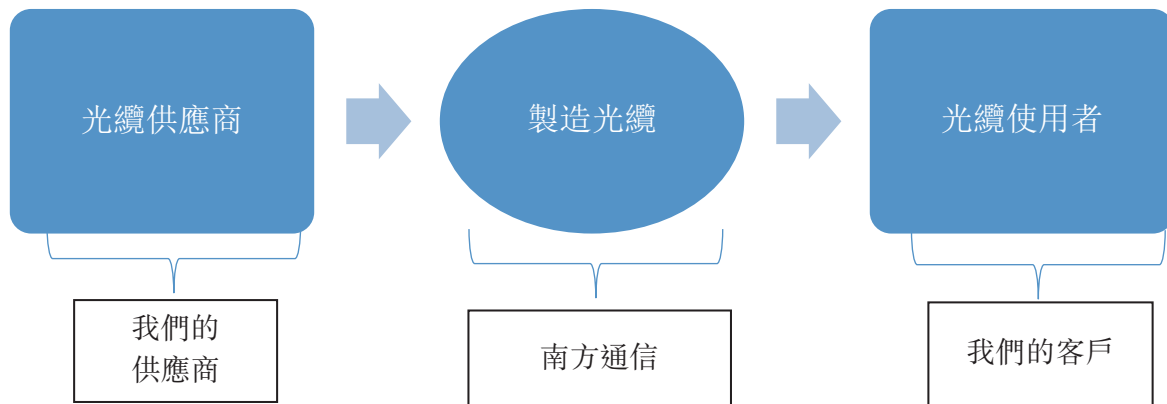 光纜供應商
製造光纜
光纜使用者
我們的
供應商
南方通信
我們的客戶